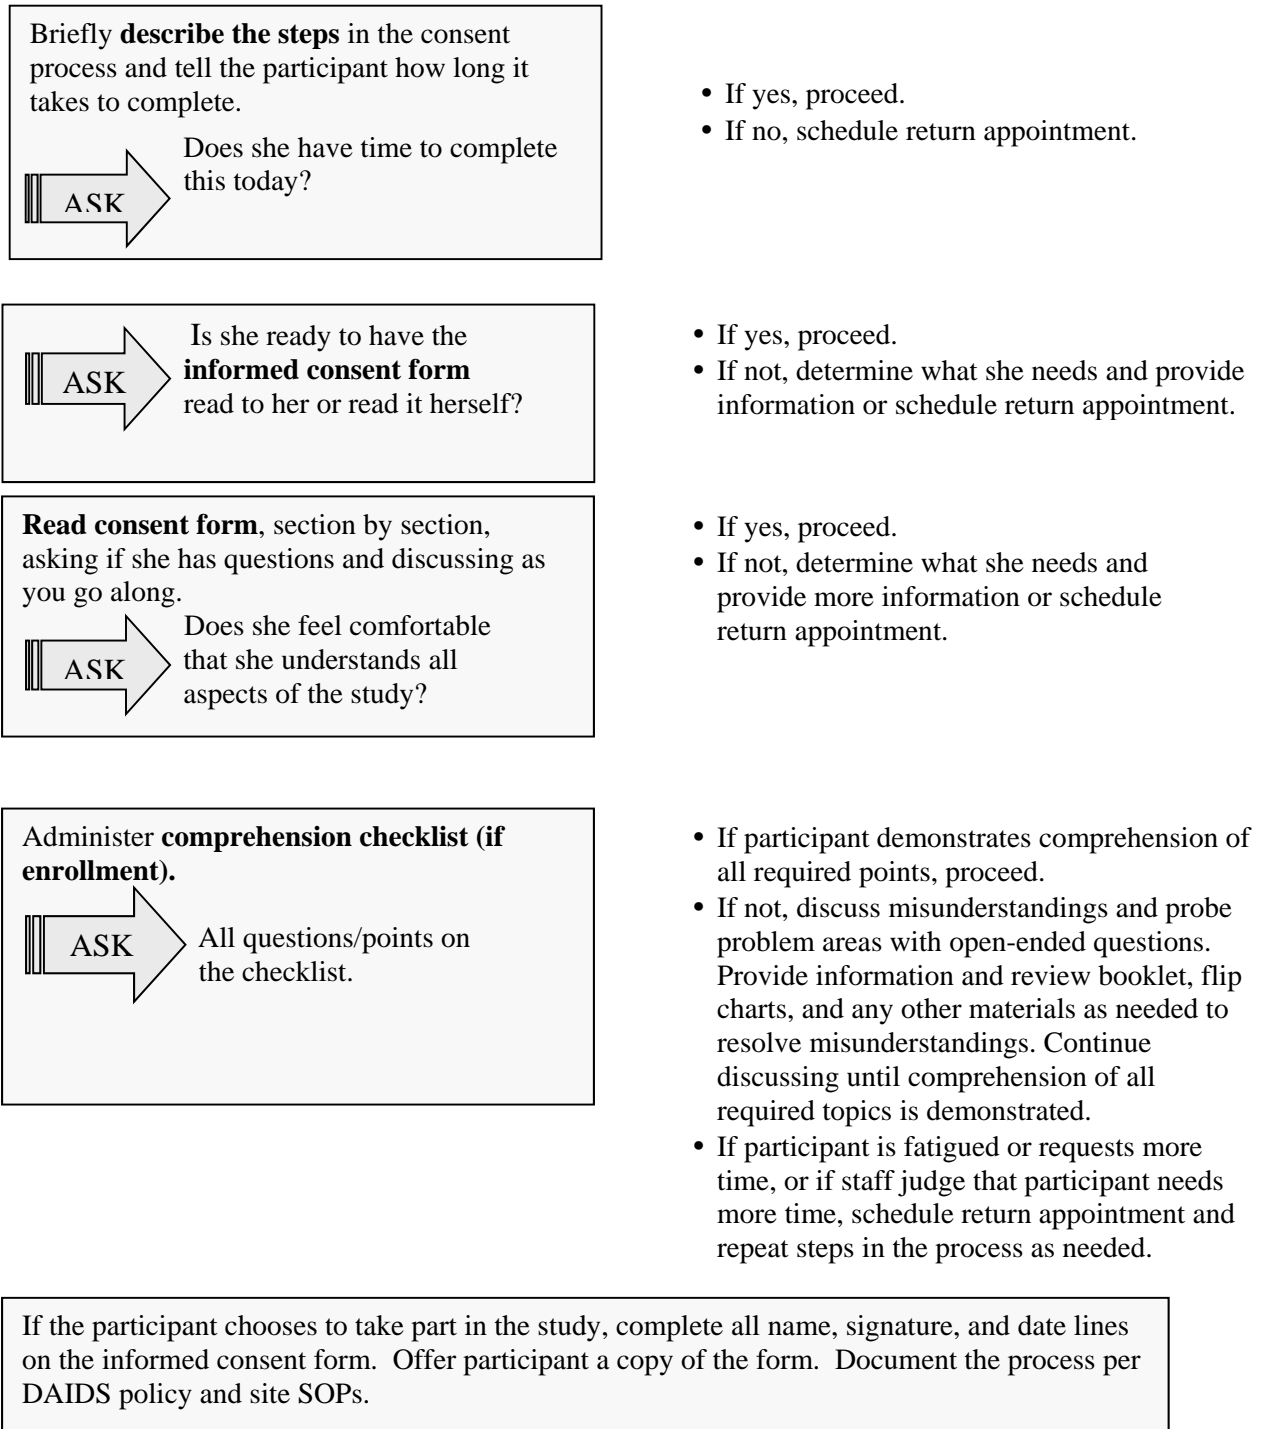 Briefly describe the steps in the consent
process and tell the participant how long it
takes to complete.
ASK
Does she have time to complete
this today?
• If yes, proceed.
• If no, schedule return appointment.
ASK
Is she ready to have the
informed consent form
read to her or read it herself?
• If yes, proceed.
• If not, determine what she needs and provide
information or schedule return appointment.
Read consent form, section by section,
asking if she has questions and discussing as
you go along.
ASK
Does she feel comfortable
that she understands all
aspects of the study?
• If yes, proceed.
• If not, determine what she needs and
provide more information or schedule
return appointment.
Administer comprehension checklist (if
enrollment).
ASK
All questions/points on
the checklist.
• If participant demonstrates comprehension of
all required points, proceed.
• If not, discuss misunderstandings and probe
problem areas with open-ended questions.
Provide information and review booklet, flip
charts, and any other materials as needed to
resolve misunderstandings. Continue
discussing until comprehension of all
required topics is demonstrated.
• If participant is fatigued or requests more
time, or if staff judge that participant needs
more time, schedule return appointment and
repeat steps in the process as needed.
If the participant chooses to take part in the study, complete all name, signature, and date lines
on the informed consent form.  Offer participant a copy of the form.  Document the process per
DAIDS policy and site SOPs.